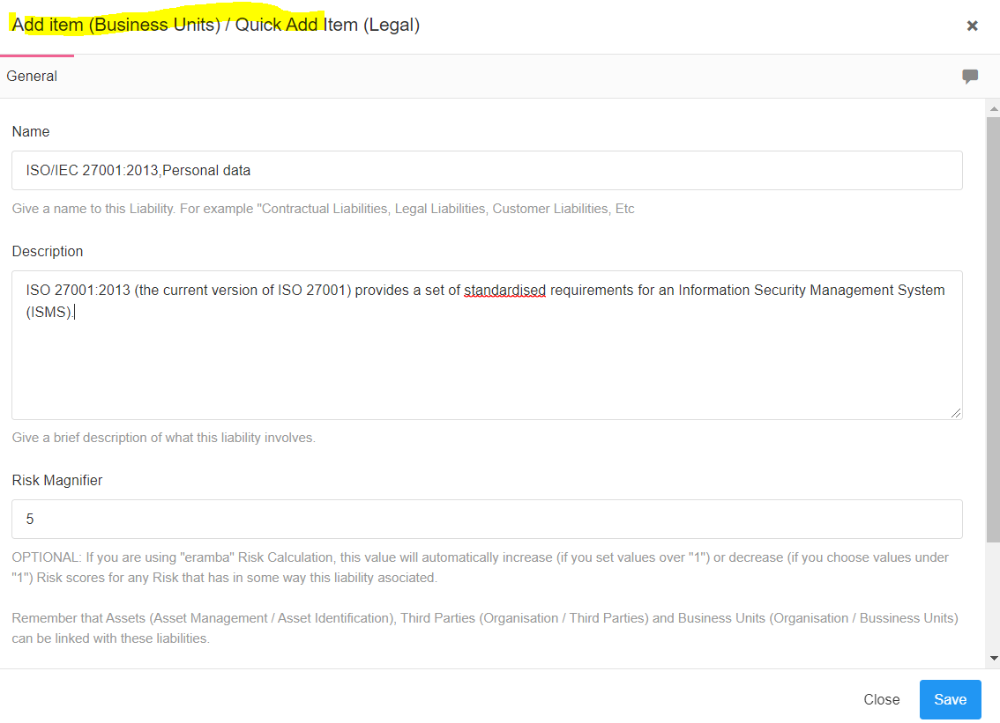 Add item (Business Units) / Quick Add Item (Legal)
General
Name
ISO/IEC 27001:2013,Personal data
Give a name to this Liability. For example "Contractual Liabilities, Legal Liabilities, Customer Liabilities, Etc
Description
ISO 27001:2013 (the current version of ISO 27001) provides a set of standardised requirements for an Information Security Management System
(ISMS).
Give a brief description of what this liability involves.
Risk Magnifier
5
OPTIONAL: If you are using "eramba" Risk Calculation, this value will automatically increase (if you set values over "1") or decrease (if you choose values under
"1") Risk scores for any Risk that has in some way this liability asociated.
Remember that Assets (Asset Management / Asset Identification), Third Parties (Organisation / Third Parties) and Business Units (Organisation / Bussiness Units)
can be linked with these liabilities.
Close
Save